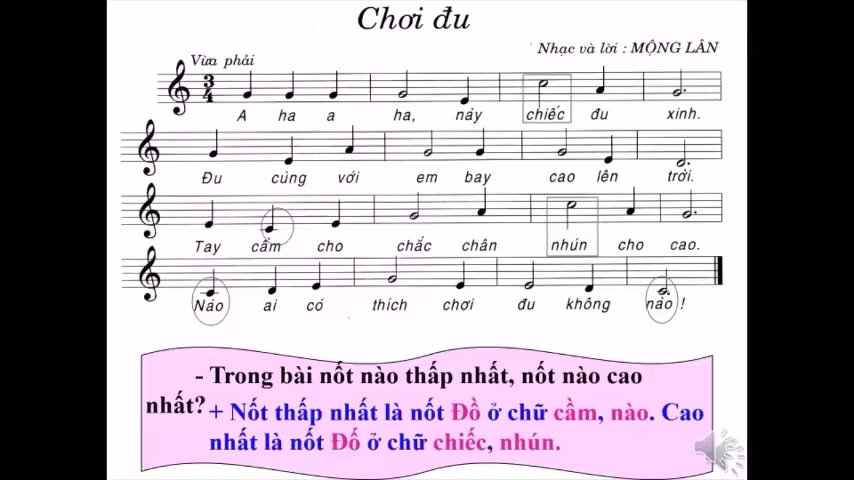 Chơi đu
Nhạc và lời : MỘNG LÂN
Vừa phải
3
4
A ha a ha, này chiếc đu xinh.
Đu cùng với em bay cao lên trời.
Tay cầm cho chắc chân nhún cho cao.
Nào ai có thích chơi đu không nào !
- Trong bài nốt nào thấp nhất, nốt nào cao
nhất?
+ Nốt thấp nhất là nốt Đồ ở chữ cầm, nào. Cao
nhất là nốt Đố ở chữ chiếc, nhún.